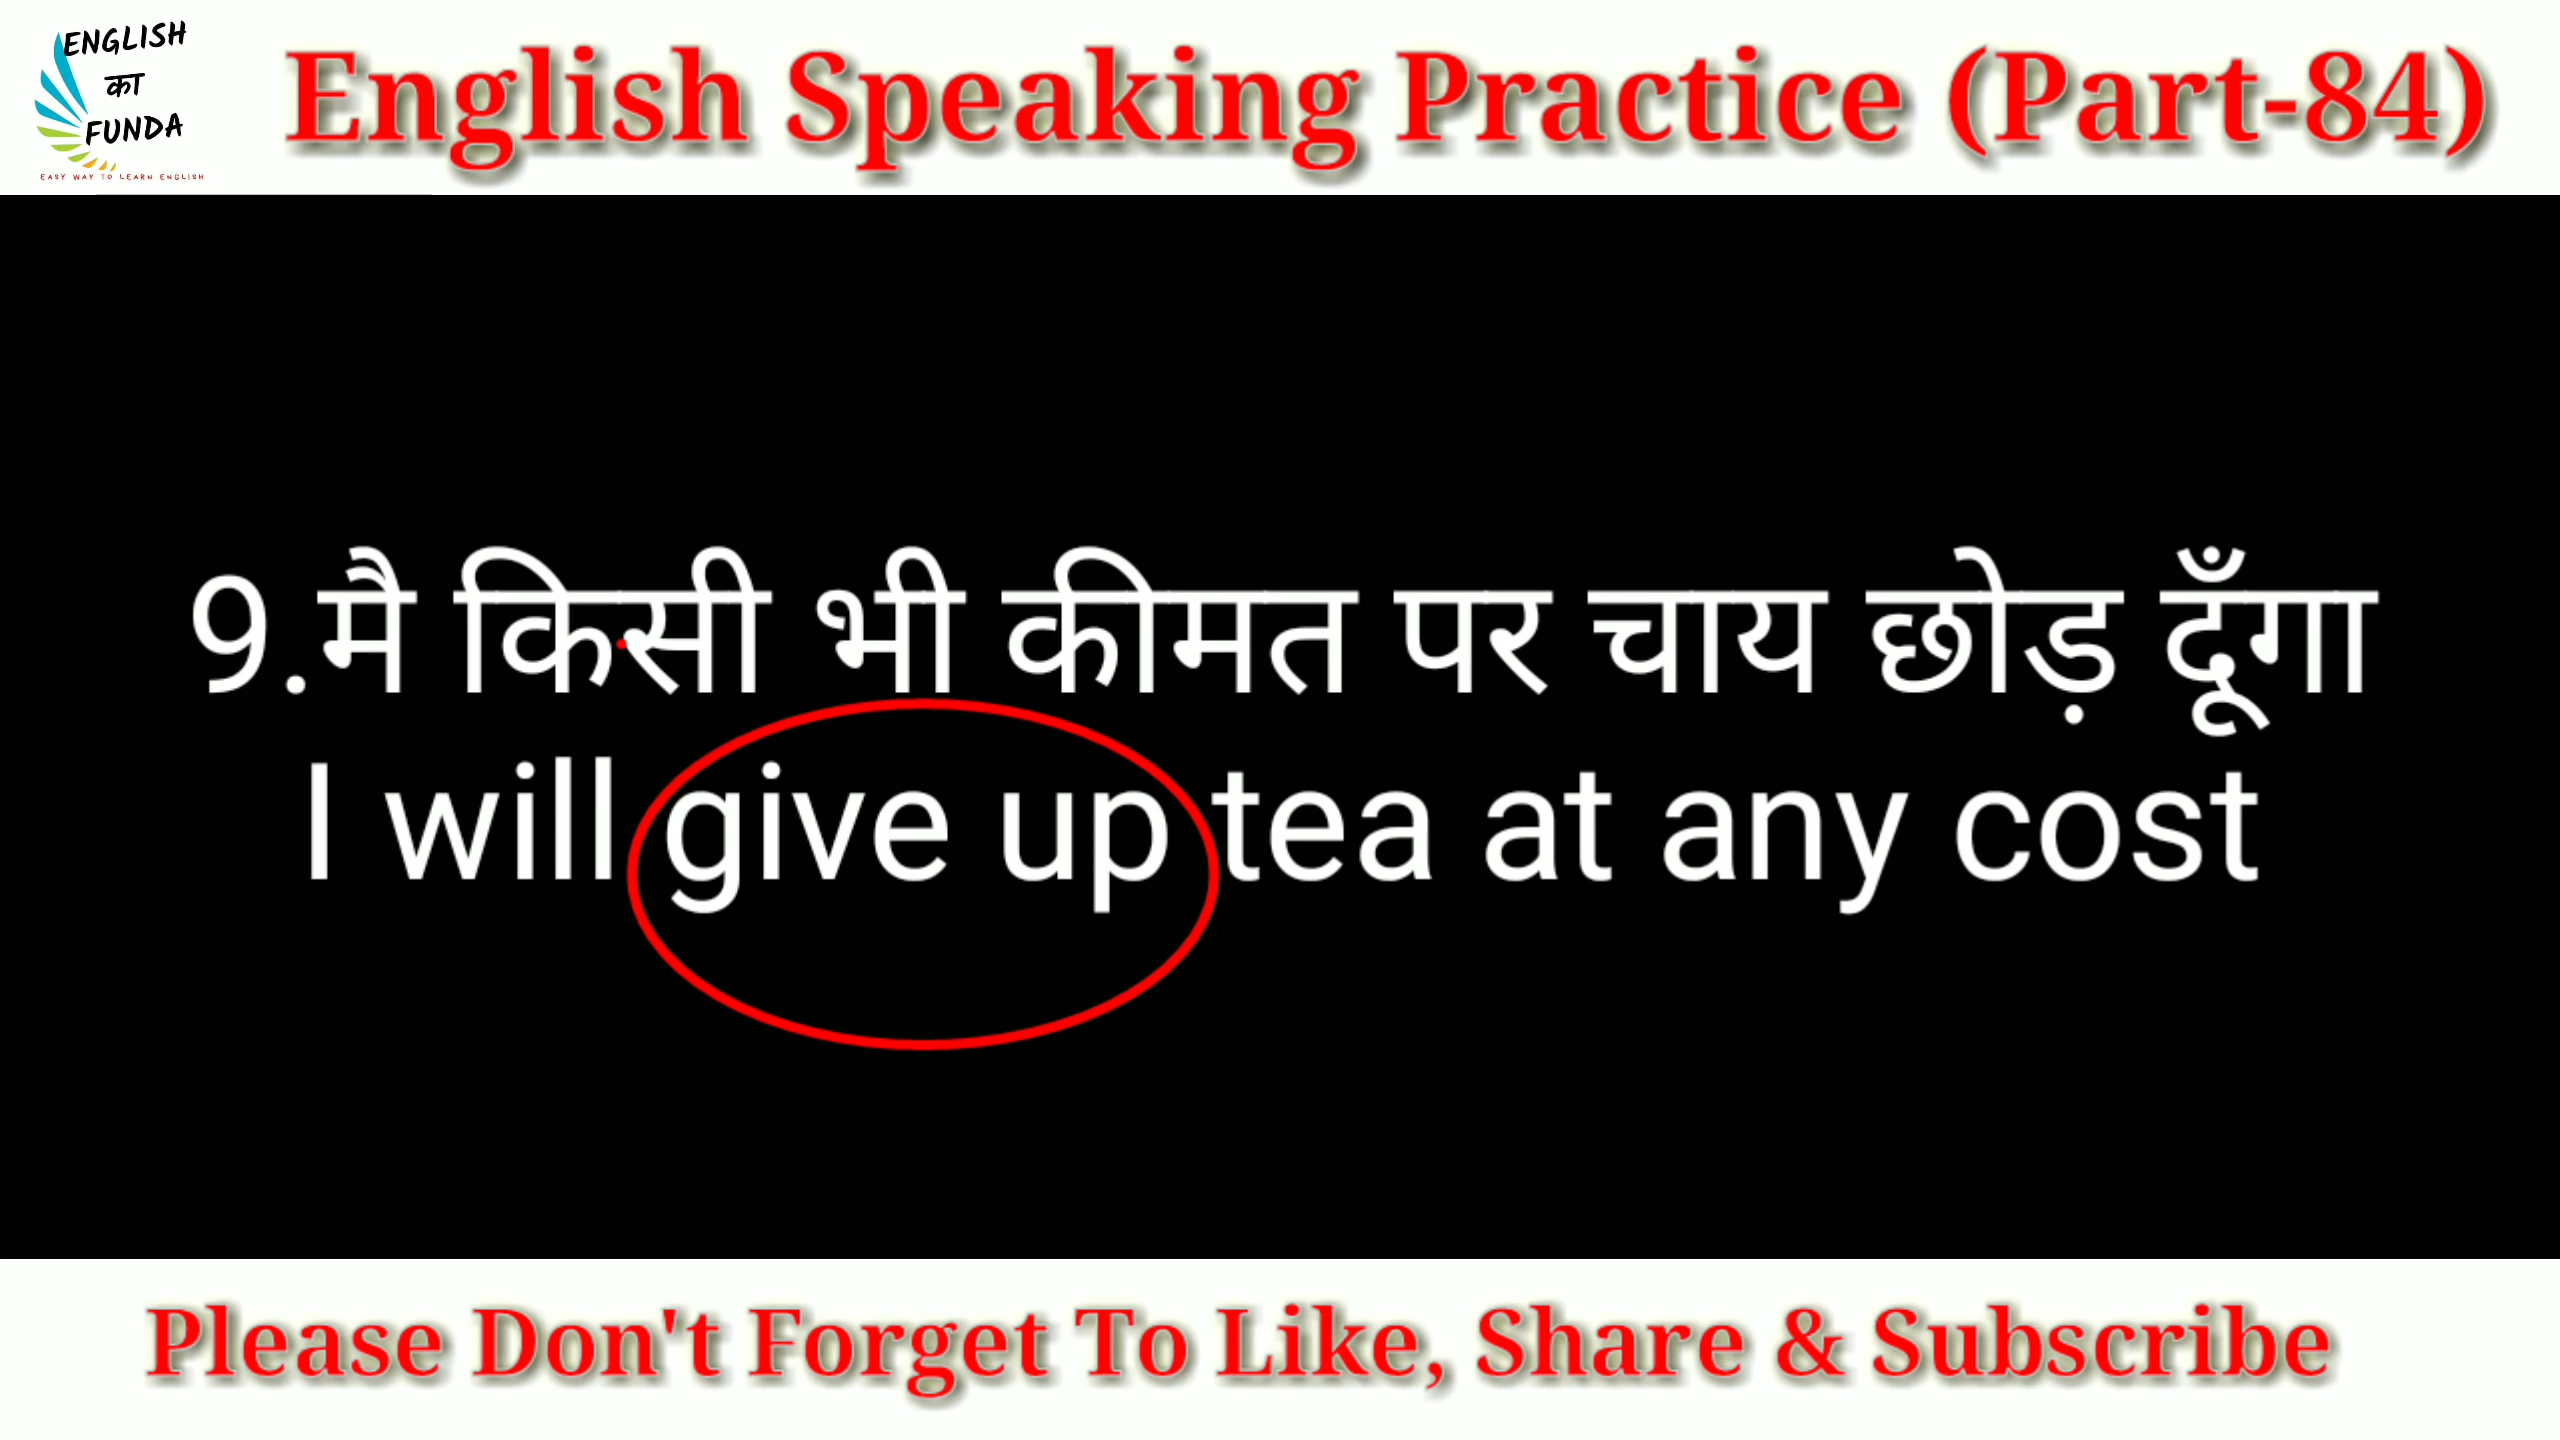 ENGLISH
का
FUNDA
EASY WAY TO LEARN ENGLISH
English Speaking Practice (Part-84)
9.मै किसी भी कीमत पर चाय छोड़ दूँगा
I will give up tea at any cost
Please Don't Forget To Like, Share & Subscribe